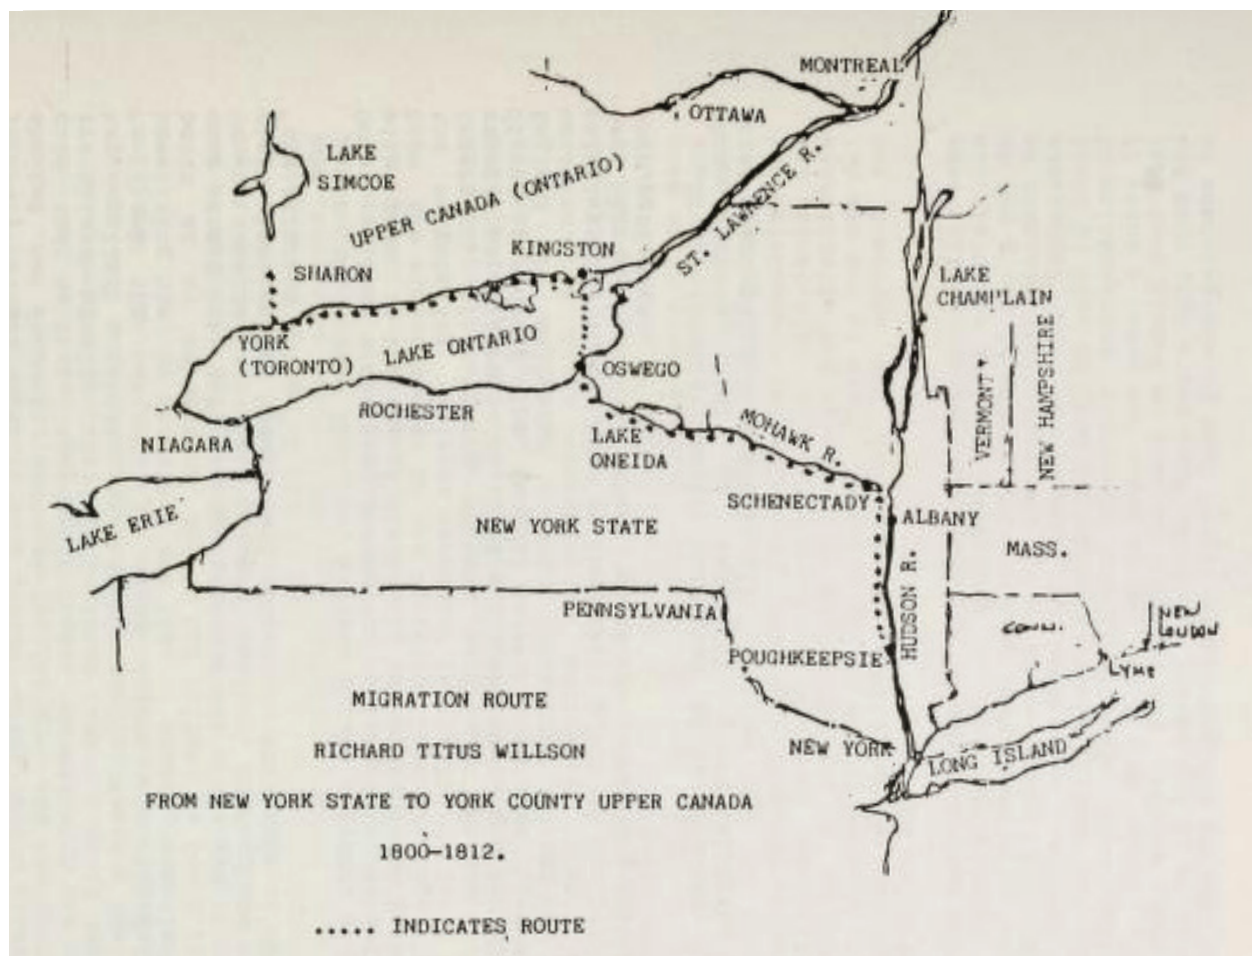 MONTREAL
OTTAWA
LAKE
SIMCOE
UPPER CANADA (ONTARIO)
ST. LAWRENCE R.
KINGSTON
SHARON
LAKE
CHAMPLAIN
YORK
(TORONTO)
LAKE ONTARIO
OSWEGO
VERMONT
NEW HAMPSHIRE
ROCHESTER
NIAGARA
LAKE
ONEIDA
MOHAWK R.
SCHENECTADY
LAKE ERIE
NEW YORK STATE
ALBANY
MASS.
HUDSON R.
PENNSYLVANIA
CONN.
NEW
LONDON
POUGHKEEPSIE
LYME
NEW YORK
LONG ISLAND
MIGRATION ROUTE
RICHARD TITUS WILLSON
FROM NEW YORK STATE TO YORK COUNTY UPPER CANADA
1800-1812.
..... INDICATES ROUTE